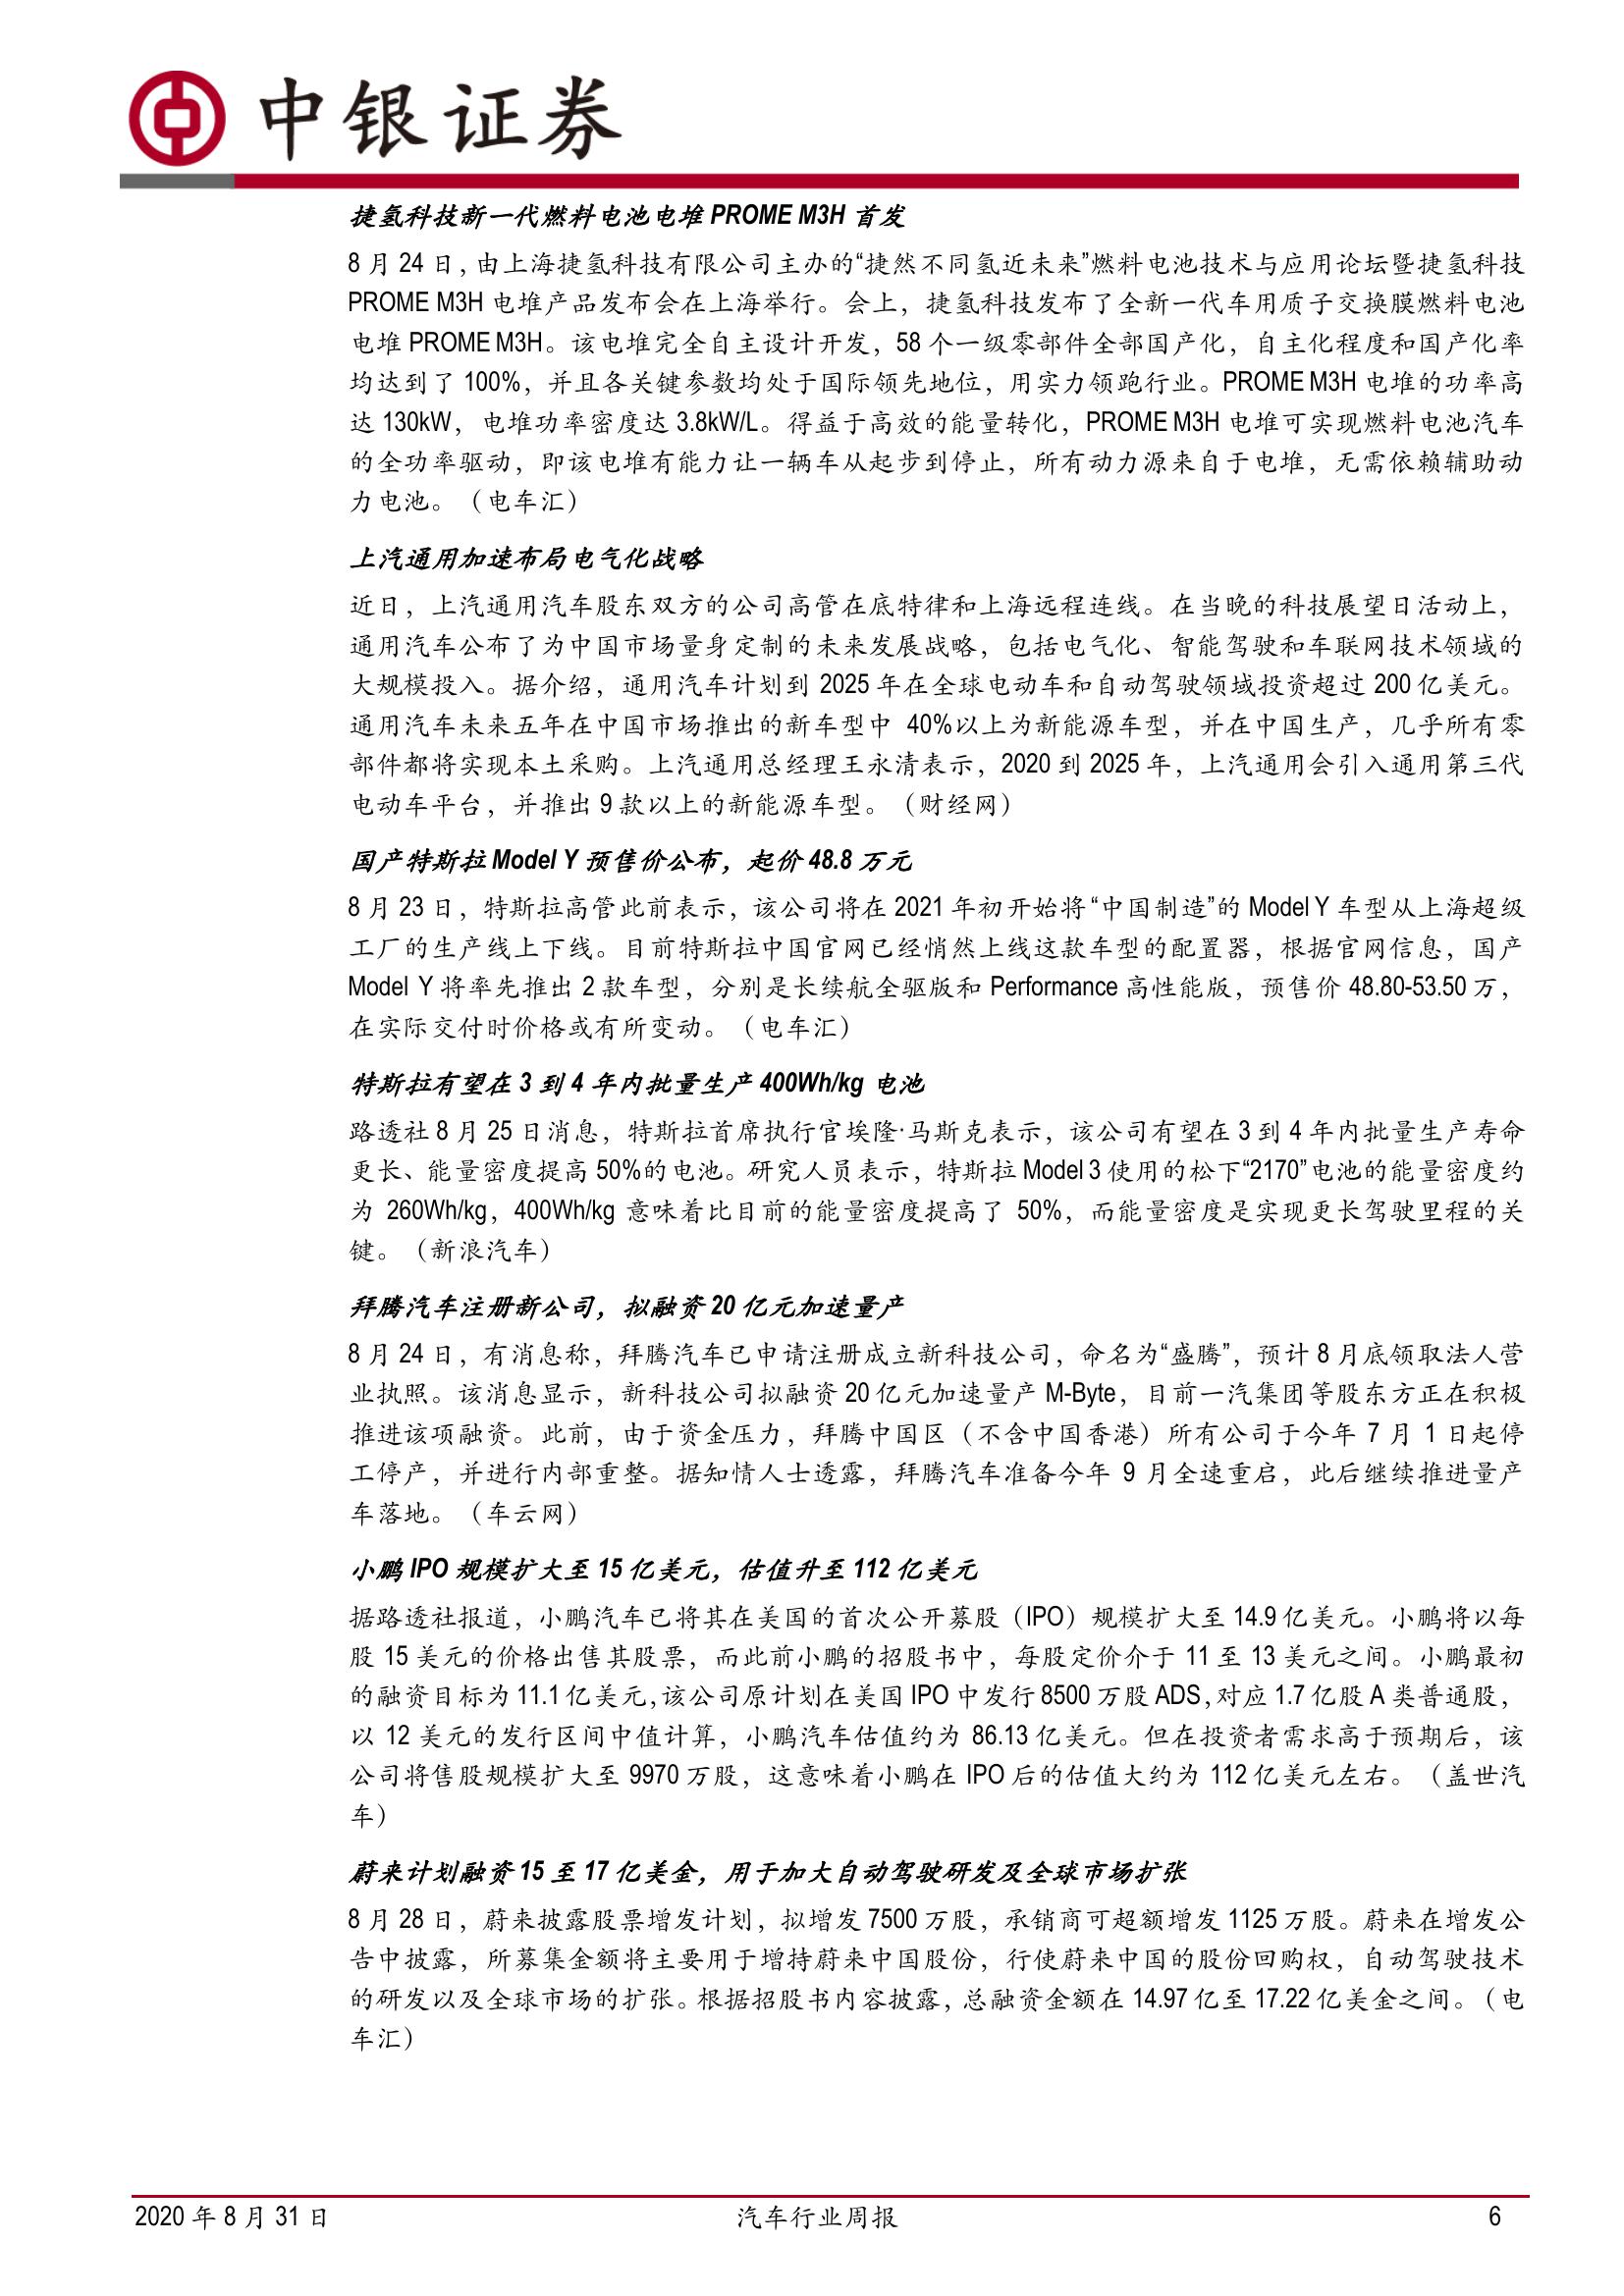 中银证券
捷氢科技新一代燃料电池电堆 PROME M3H 首发
8 月 24 日，由上海捷氢科技有限公司主办的“捷然不同氢近未来”燃料电池技术与应用论坛暨捷氢科技
PROME M3H 电堆产品发布会在上海举行。会上，捷氢科技发布了全新一代车用质子交换膜燃料电池
电堆 PROME M3H。该电堆完全自主设计开发，58 个一级零部件全部国产化，自主化程度和国产化率
均达到了 100%，并且各关键参数均处于国际领先地位，用实力领跑行业。PROME M3H 电堆的功率高
达 130kW，电堆功率密度达 3.8kW/L。得益于高效的能量转化，PROME M3H 电堆可实现燃料电池汽车
的全功率驱动，即该电堆有能力让一辆车从起步到停止，所有动力源来自于电堆，无需依赖辅助动
力电池。（电车汇）
上汽通用加速布局电气化战略
近日，上汽通用汽车股东双方的公司高管在底特律和上海远程连线。在当晚的科技展望日活动上，
通用汽车公布了为中国市场量身定制的未来发展战略，包括电气化、智能驾驶和车联网技术领域的
大规模投入。据介绍，通用汽车计划到 2025 年在全球电动车和自动驾驶领域投资超过 200 亿美元。
通用汽车未来五年在中国市场推出的新车型中 40%以上为新能源车型，并在中国生产，几乎所有零
部件都将实现本土采购。上汽通用总经理王永清表示，2020 到 2025 年，上汽通用会引入通用第三代
电动车平台，并推出 9 款以上的新能源车型。（财经网）
国产特斯拉 Model Y 预售价公布，起价 48.8 万元
8 月 23 日，特斯拉高管此前表示，该公司将在 2021 年初开始将“中国制造”的 Model Y 车型从上海超级
工厂的生产线上下线。目前特斯拉中国官网已经悄然上线这款车型的配置器，根据官网信息，国产
Model Y 将率先推出 2 款车型，分别是长续航全驱版和 Performance 高性能版，预售价 48.80-53.50 万，
在实际交付时价格或有所变动。（电车汇）
特斯拉有望在 3 到 4 年内批量生产 400Wh/kg 电池
路透社 8 月 25 日消息，特斯拉首席执行官埃隆·马斯克表示，该公司有望在 3 到 4 年内批量生产寿命
更长、能量密度提高 50%的电池。研究人员表示，特斯拉 Model 3 使用的松下“2170”电池的能量密度约
为 260Wh/kg，400Wh/kg 意味着比目前的能量密度提高了 50%，而能量密度是实现更长驾驶里程的关
键。（新浪汽车）
拜腾汽车注册新公司，拟融资 20 亿元加速量产
8 月 24 日，有消息称，拜腾汽车已申请注册成立新科技公司，命名为“盛腾”，预计 8 月底领取法人营
业执照。该消息显示，新科技公司拟融资 20 亿元加速量产 M-Byte，目前一汽集团等股东方正在积极
推进该项融资。此前，由于资金压力，拜腾中国区（不含中国香港）所有公司于今年 7 月 1 日起停
工停产，并进行内部重整。据知情人士透露，拜腾汽车准备今年 9 月全速重启，此后继续推进量产
车落地。（车云网）
小鹏 IPO 规模扩大至 15 亿美元，估值升至 112 亿美元
据路透社报道，小鹏汽车已将其在美国的首次公开募股（IPO）规模扩大至 14.9 亿美元。小鹏将以每
股 15 美元的价格出售其股票，而此前小鹏的招股书中，每股定价介于 11 至 13 美元之间。小鹏最初
的融资目标为 11.1 亿美元，该公司原计划在美国 IPO 中发行 8500 万股 ADS，对应 1.7 亿股 A 类普通股，
以 12 美元的发行区间中值计算，小鹏汽车估值约为 86.13 亿美元。但在投资者需求高于预期后，该
公司将售股规模扩大至 9970 万股，这意味着小鹏在 IPO 后的估值大约为 112 亿美元左右。（盖世汽
车）
蔚来计划融资 15 至 17 亿美金，用于加大自动驾驶研发及全球市场扩张
8 月 28 日，蔚来披露股票增发计划，拟增发 7500 万股，承销商可超额增发 1125 万股。蔚来在增发公
告中披露，所募集金额将主要用于增持蔚来中国股份，行使蔚来中国的股份回购权，自动驾驶技术
的研发以及全球市场的扩张。根据招股书内容披露，总融资金额在 14.97 亿至 17.22 亿美金之间。（电
车汇）
2020 年 8 月 31 日
汽车行业周报
6